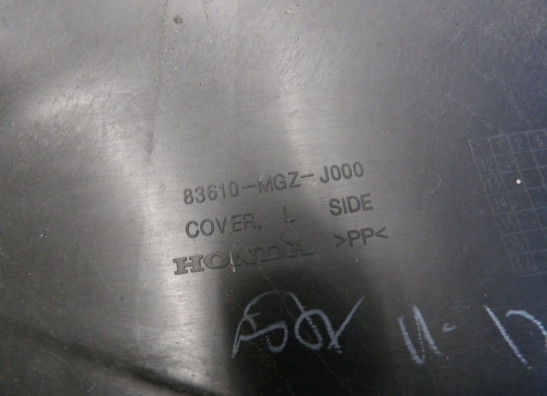 83610-MGZ-J000
COVER, L SIDE
HONDA >PP<